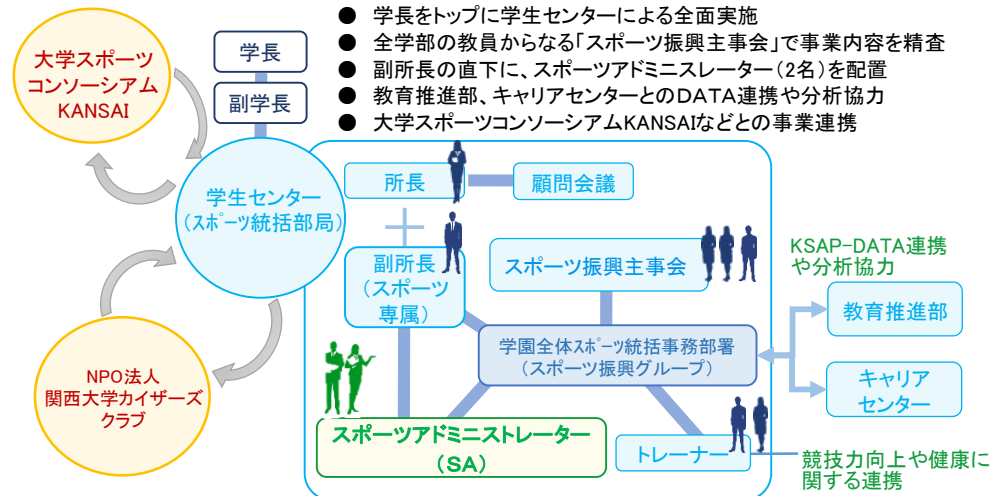 ● 学長をトップに学生センターによる全面実施
● 全学部の教員からなる「スポーツ振興主事会」で事業内容を精査
● 副所長の直下に、スポーツアドミニスレーター（2名）を配置
● 教育推進部、キャリアセンターとのDATA連携や分析協力
● 大学スポーツコンソーシアムKANSAIなどとの事業連携
大学スポーツ
コンソーシアム
KANSAI
学長
副学長
学生センター
（スポーツ統括部局）
所長
顧問会議
副所長
（スポーツ
専属）
スポーツ振興主事会
KSAP-DATA連携
や分析協力
教育推進部
学園全体スポーツ統括事務部署
（スポーツ振興グループ）
キャリア
センター
NPO法人
関西大学カイザーズ
クラブ
スポーツアドミニストレーター
（SA）
トレーナー
競技力向上や健康に
関する連携